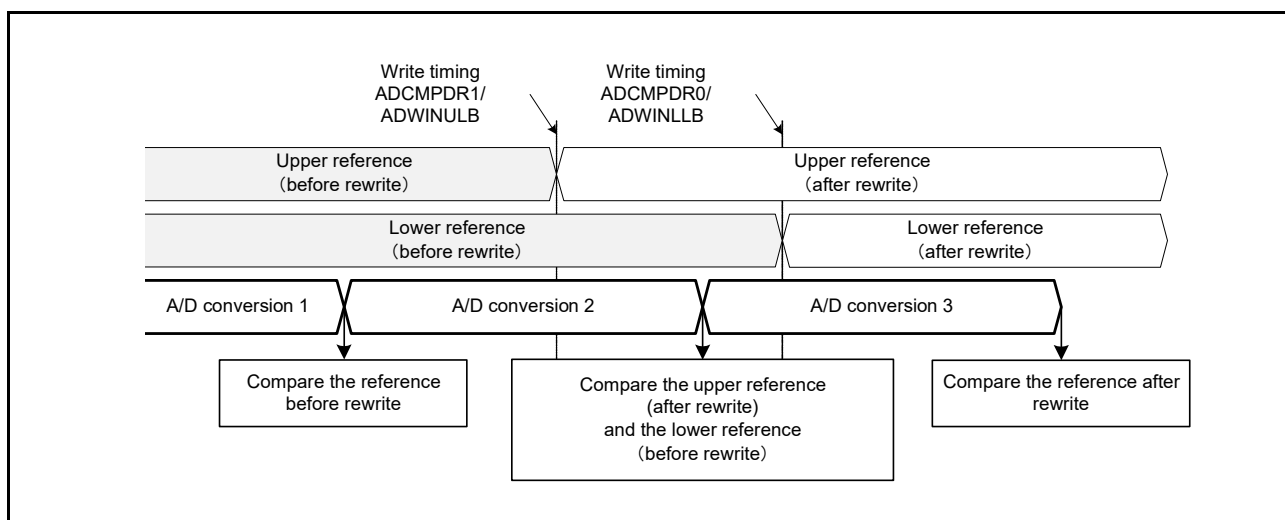 Write timing
ADCMPDR1/
ADWINULB
Write timing
ADCMPDR0/
ADWINLLB
Upper reference
(before rewrite）
Upper reference
(after rewrite）
Lower reference
（before rewrite）
Lower reference
（after rewrite）
A/D conversion 1
A/D conversion 2
A/D conversion 3
Compare the reference
before rewrite
Compare the upper reference
(after rewrite)
and the lower reference
（before rewrite）
Compare the reference after
rewrite